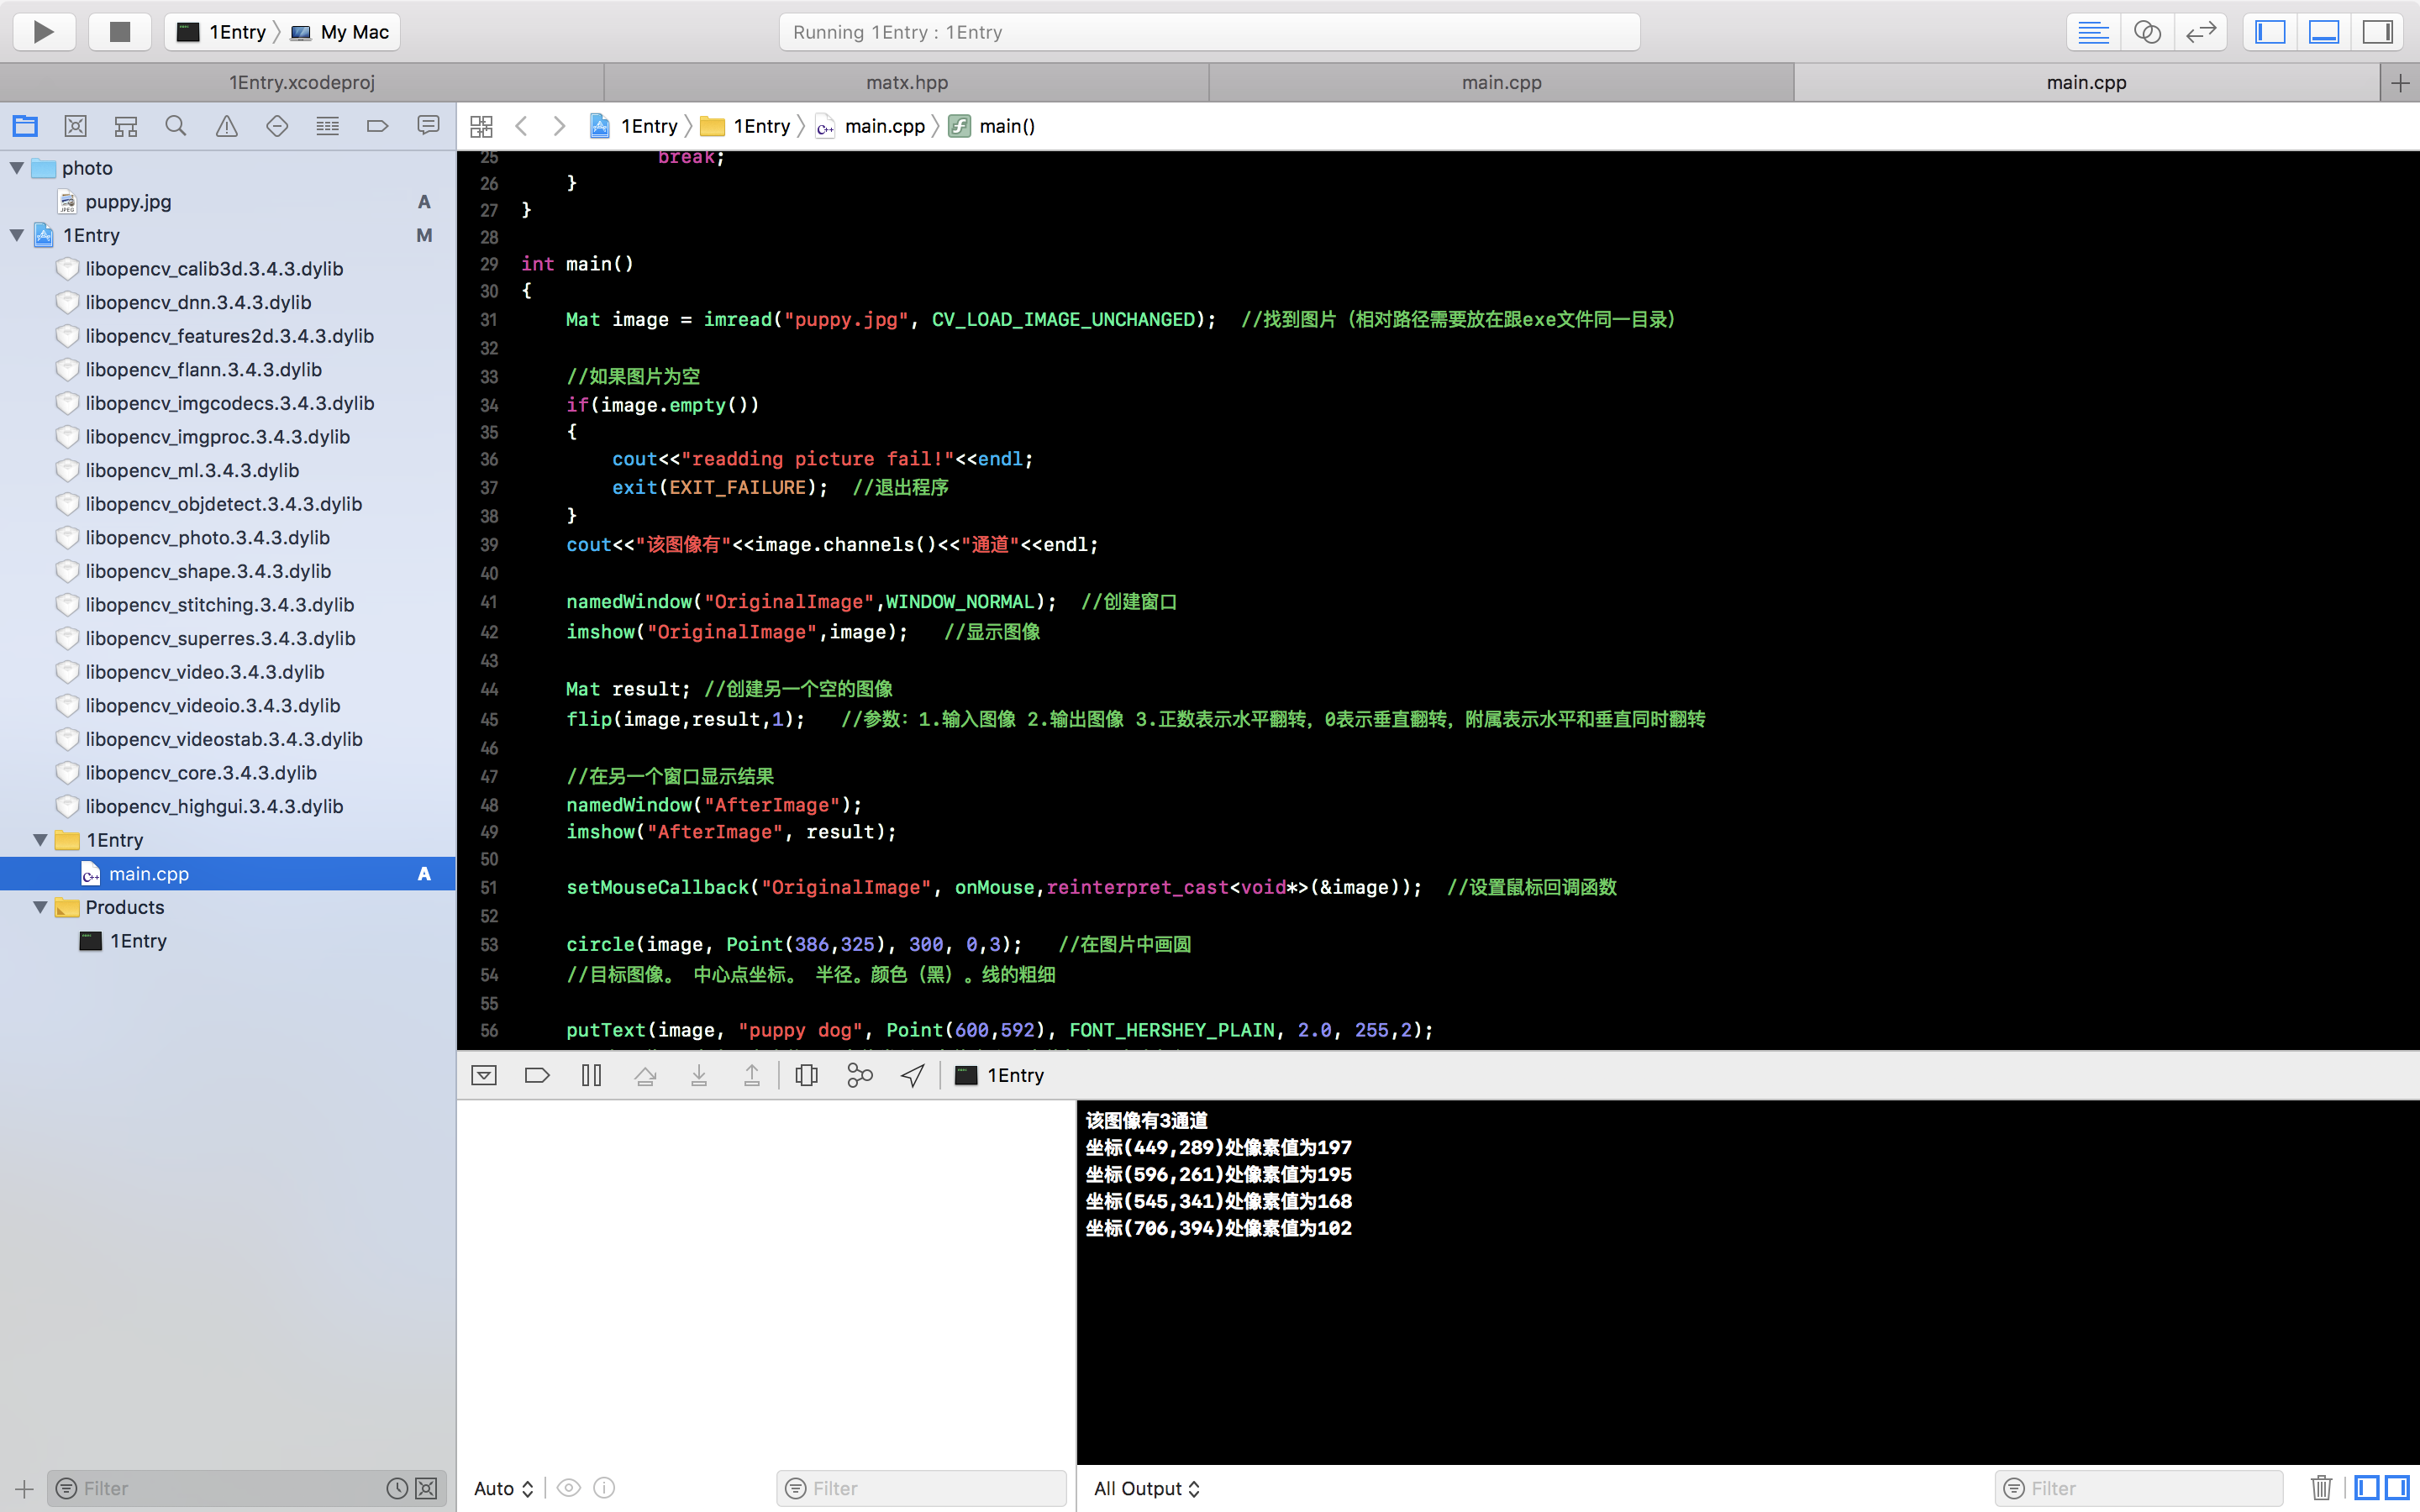 1Entry My Mac
Running 1Entry : 1Entry
1Entry.xcodeproj
matx.hpp
main.cpp
main.cpp
1Entry 1Entry main.cpp main()
photo
puppy.jpg A
1Entry M
libopencv_calib3d.3.4.3.dylib
libopencv_dnn.3.4.3.dylib
libopencv_features2d.3.4.3.dylib
libopencv_flann.3.4.3.dylib
libopencv_imgcodecs.3.4.3.dylib
libopencv_imgproc.3.4.3.dylib
libopencv_ml.3.4.3.dylib
libopencv_objdetect.3.4.3.dylib
libopencv_photo.3.4.3.dylib
libopencv_shape.3.4.3.dylib
libopencv_stitching.3.4.3.dylib
libopencv_superres.3.4.3.dylib
libopencv_video.3.4.3.dylib
libopencv_videoio.3.4.3.dylib
libopencv_videostab.3.4.3.dylib
libopencv_core.3.4.3.dylib
libopencv_highgui.3.4.3.dylib
1Entry
main.cpp A
Products
1Entry
Filter
25 break;
26 }
27 }
28
29 int main()
30 {
31 Mat image = imread("puppy.jpg", CV_LOAD_IMAGE_UNCHANGED); //找到图片（相对路径需要放在跟exe文件同一目录）
32
33 //如果图片为空
34 if(image.empty())
35 {
36 cout<<"readding picture fail!"<<endl;
37 exit(EXIT_FAILURE); //退出程序
38 }
39 cout<<"该图像有"<<image.channels()<<"通道"<<endl;
40
41 namedWindow("OriginalImage",WINDOW_NORMAL); //创建窗口
42 imshow("OriginalImage",image); //显示图像
43
44 Mat result; //创建另一个空的图像
45 flip(image,result,1); //参数：1.输入图像 2.输出图像 3.正数表示水平翻转，0表示垂直翻转，附属表示水平和垂直同时翻转
46
47 //在另一个窗口显示结果
48 namedWindow("AfterImage");
49 imshow("AfterImage", result);
50
51 setMouseCallback("OriginalImage", onMouse,reinterpret_cast<void*>(&image)); //设置鼠标回调函数
52
53 circle(image, Point(386,325), 300, 0,3); //在图片中画圆
54 //目标图像。 中心点坐标。 半径。颜色（黑）。线的粗细
55
56 putText(image, "puppy dog", Point(600,592), FONT_HERSHEY_PLAIN, 2.0, 255,2);
1Entry
该图像有3通道
坐标(449,289)处像素值为197
坐标(596,261)处像素值为195
坐标(545,341)处像素值为168
坐标(706,394)处像素值为102
Auto
Filter
All Output
Filter